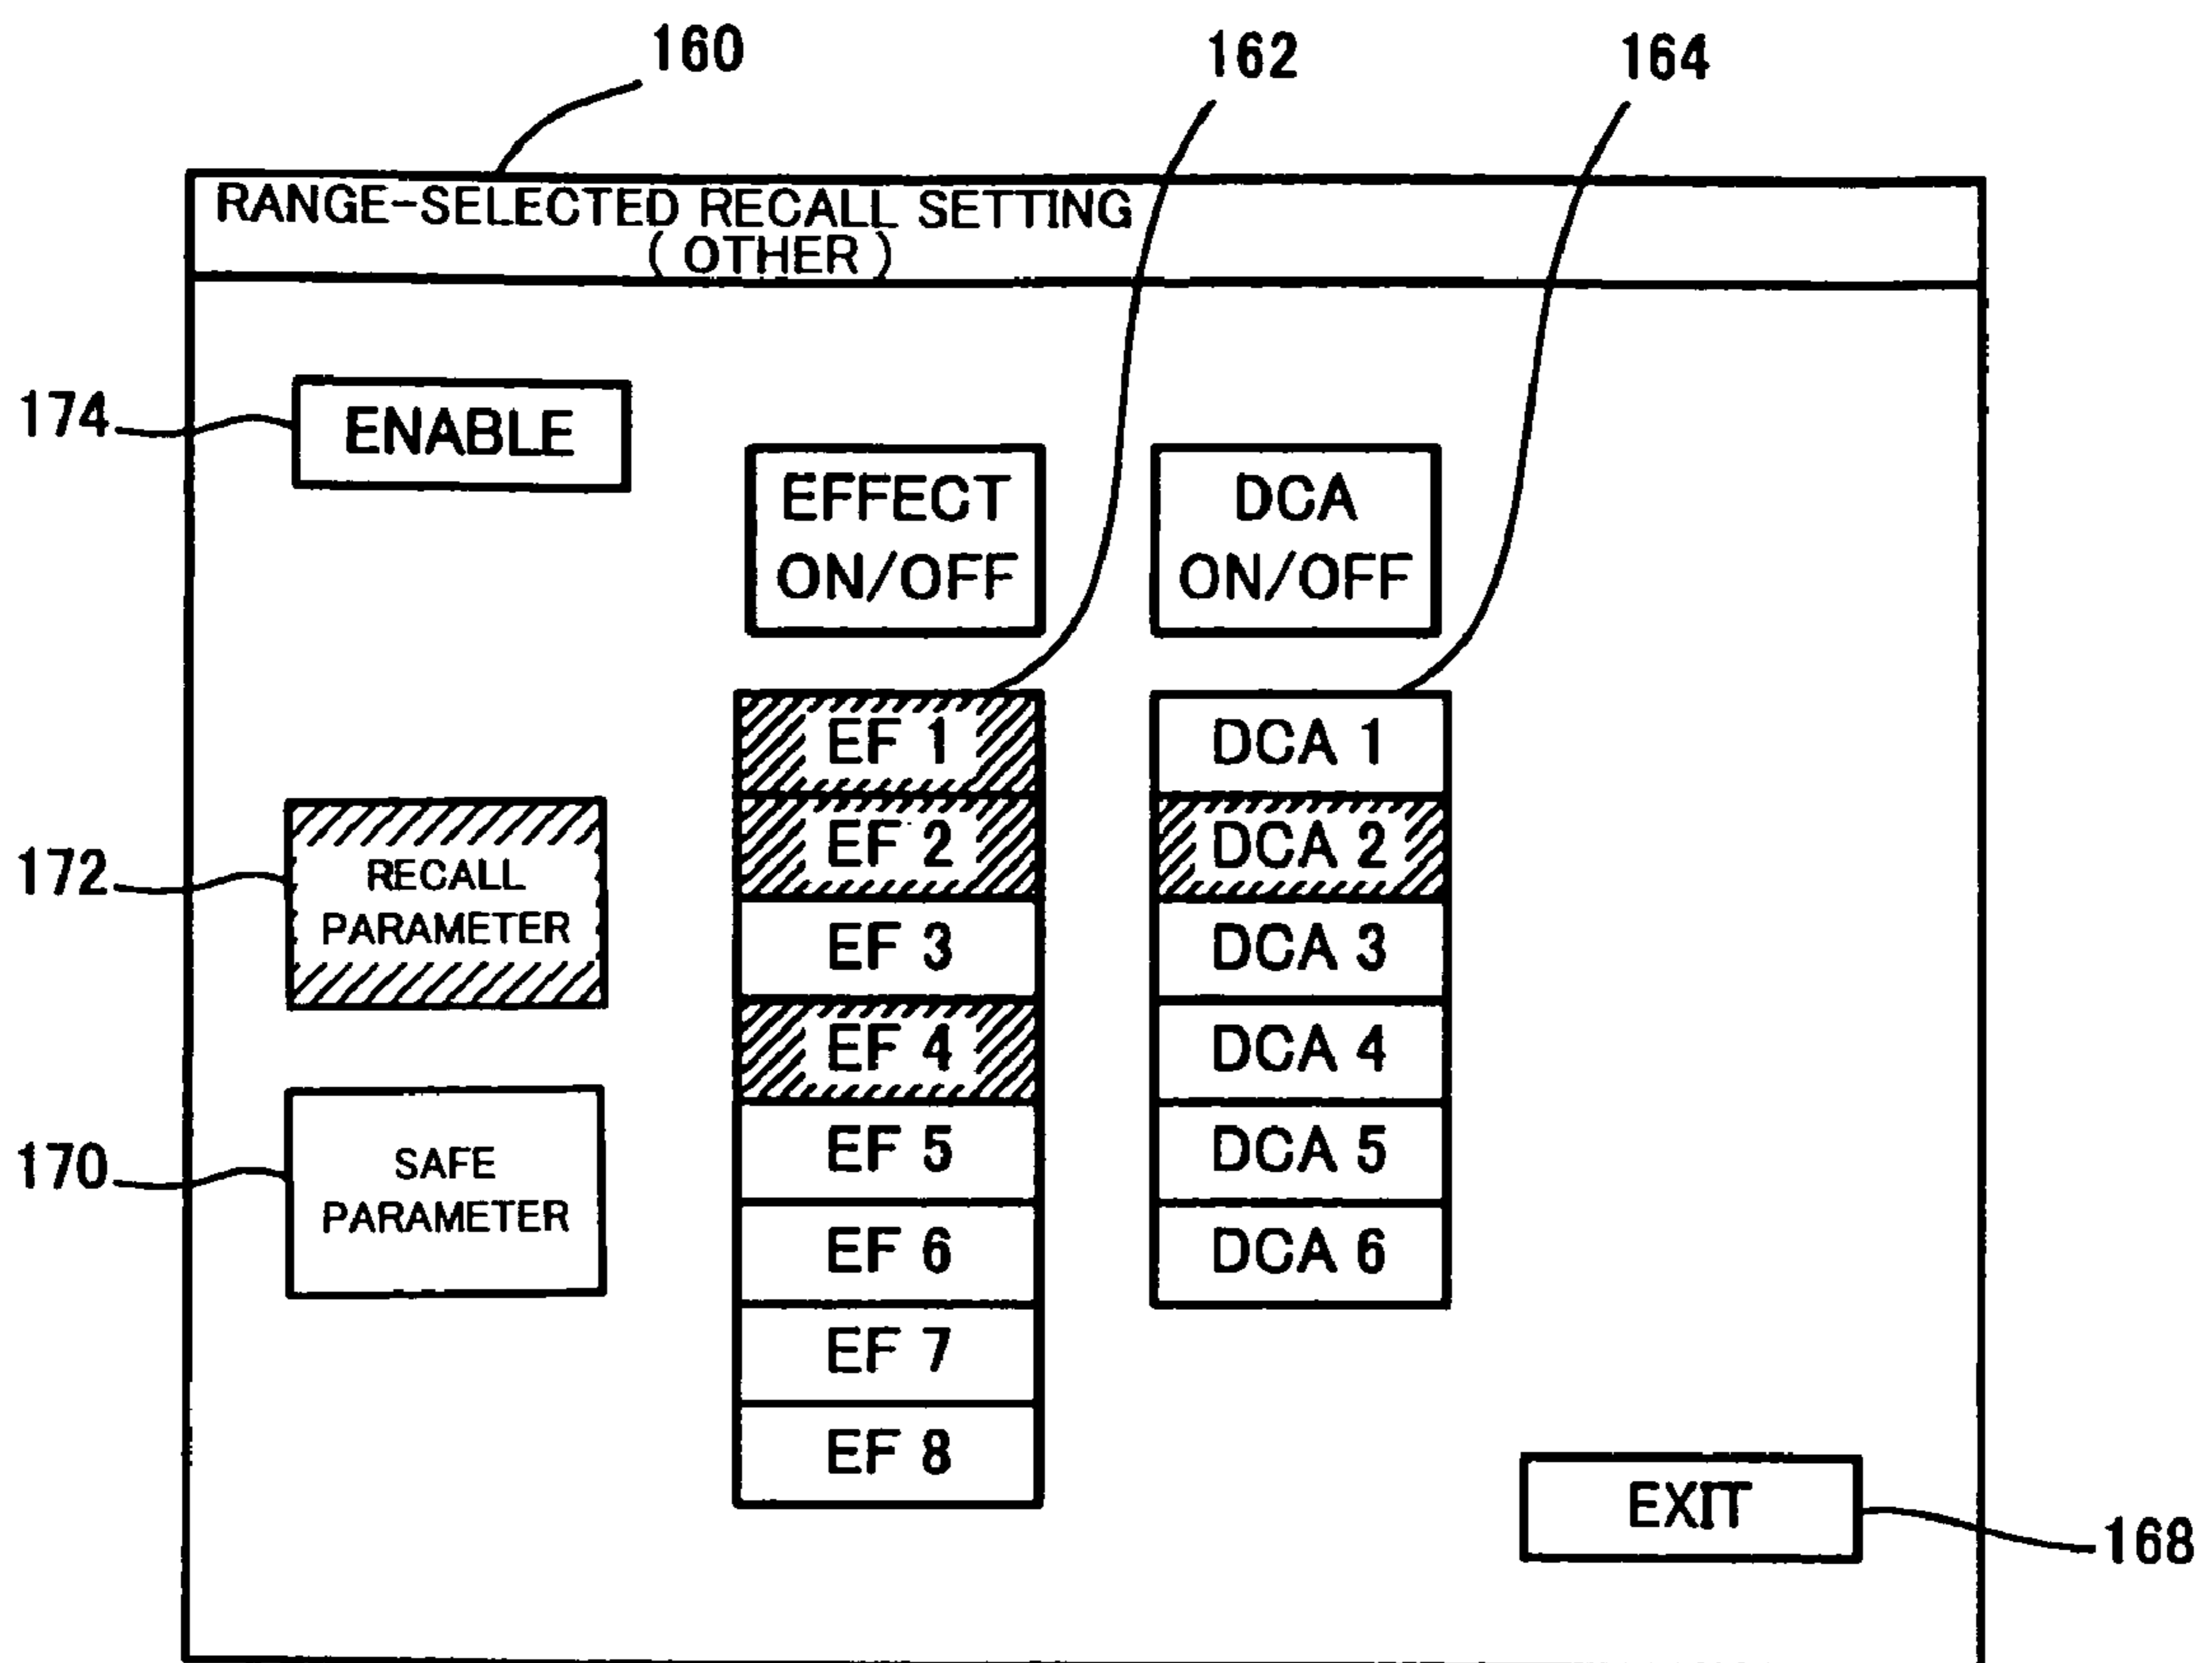 160
162
164
RANGE-SELECTED RECALL SETTING
( OTHER )
174
ENABLE
EFFECT
ON/OFF
DCA
ON/OFF
EF 1
EF 2
EF 3
EF 4
EF 5
EF 6
EF 7
EF 8
DCA 1
DCA 2
DCA 3
DCA 4
DCA 5
DCA 6
172
RECALL
PARAMETER
170
SAFE
PARAMETER
EXIT
168